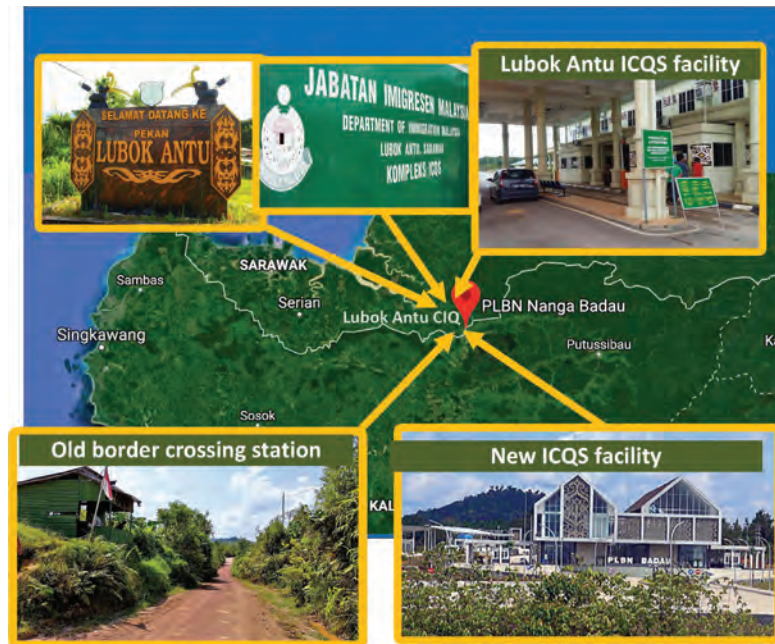 SELAMAT DATANG KE
PEKAN
LUBOK ANTU
JABATAN IMIGRESEN MALAYSIA
DEPARTMENT OF IMMIGRATION MALAYSIA
LUBOK ANTU, SARAWAK
KOMPLEKS ICQS
Lubok Antu ICQS facility
SARAWAK
Sambas
Serian
Lubok Antu CIQ
PLBN Nanga Badau
Singkawang
Putussibau
Ka
Sosok
Old border crossing station
KAL
New ICQS facility
PLBN BADAU